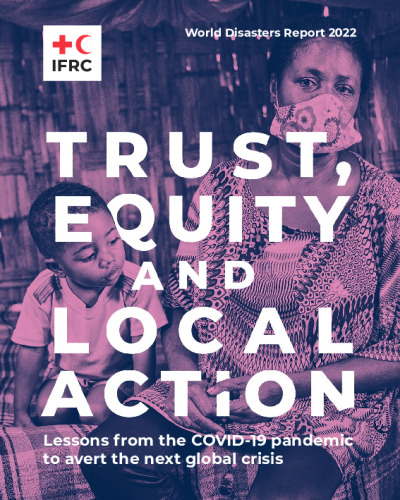 World Disasters Report 2022
IFRC
TRUST,
EQUITY
AND
LOCAL
ACTION
Lessons from the COVID-19 pandemic
to avert the next global crisis